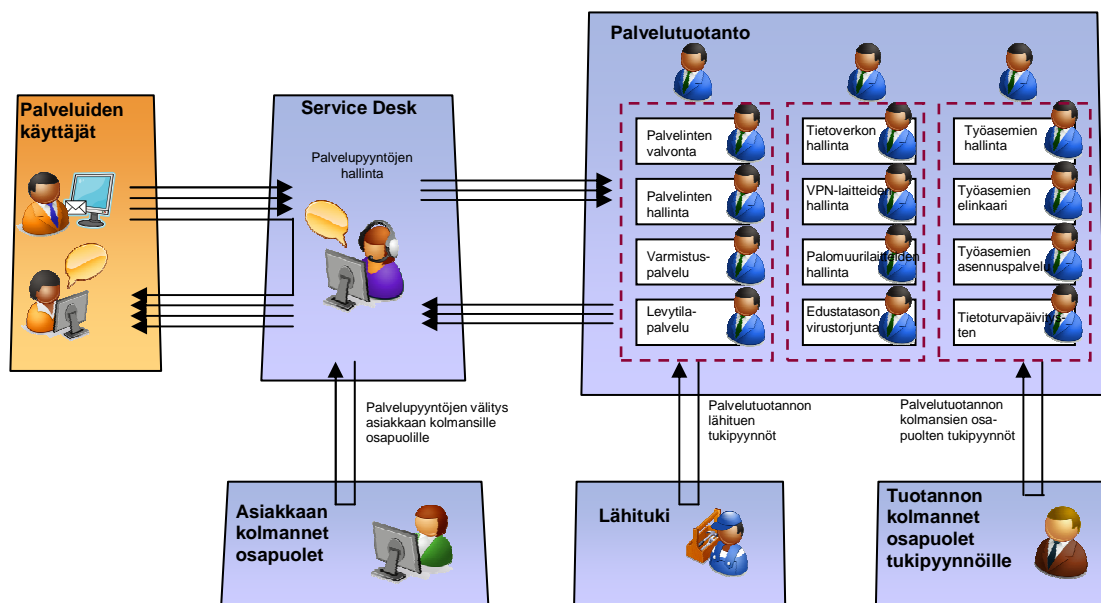 Palveluiden
käyttäjät
Service Desk
Palvelupyyntöjen
hallinta
Palvelutuotanto
Palvelinten
valvonta
Palvelinten
hallinta
Varmistus-
palvelu
Levytila-
palvelu
Tietoverkon
hallinta
VPN-laitteiden
hallinta
Palomuurilaitteiden
hallinta
Edustatason
virustorjunta
Työasemien
hallinta
Työasemien
elinkaari
Työasemien
asennuspalvelu
Tietoturvapäivitys-
ten
Palvelupyyntöjen välitys
asiakkaan kolmansille
osapuolille
Palvelutuotannon
lähituen
tukipyynnöt
Palvelutuotannon
kolmansien osa-
puolten tukipyynnöt
Asiakkaan
kolmannet
osapuolet
Lähituki
Tuotannon
kolmannet
osapuolet
tukipyynnöille